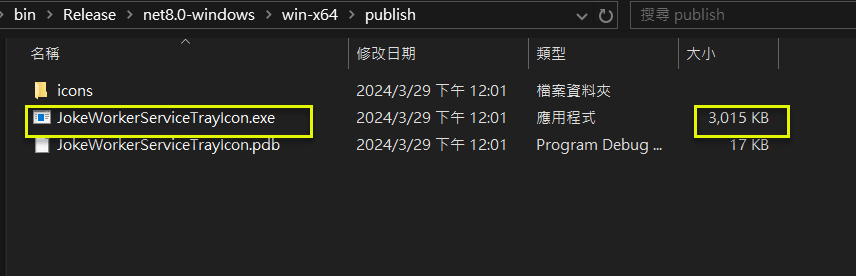 bin > Release > net8.0-windows > win-x64 > publish
搜尋 publish
名稱 修改日期 類型 大小
icons 2024/3/29 下午 12:01 檔案資料夾
JokeWorkerServiceTrayIcon.exe 2024/3/29 下午 12:01 應用程式 3,015 KB
JokeWorkerServiceTrayIcon.pdb 2024/3/29 下午 12:01 Program Debug ... 17 KB